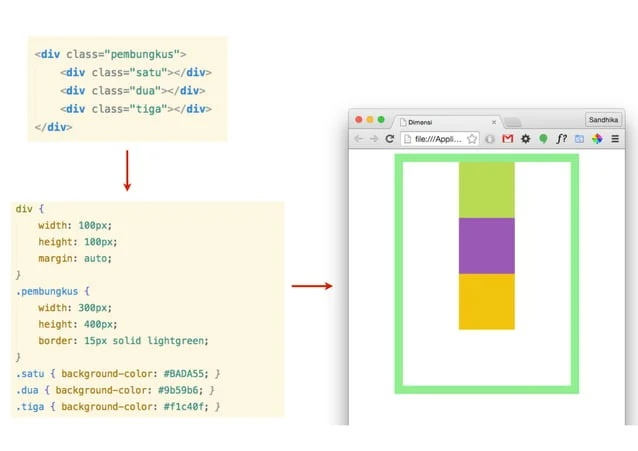 <div class="pembungkus">
    <div class="satu"></div>
    <div class="dua"></div>
    <div class="tiga"></div>
</div>
div {
    width: 100px;
    height: 100px;
    margin: auto;
}
.pembungkus {
    width: 300px;
    height: 400px;
    border: 15px solid lightgreen;
}
.satu { background-color: #BADA55; }
.dua { background-color: #9b59b6; }
.tiga { background-color: #f1c40f; }
Dimensi
Sandhika
file:///Appli...
f?